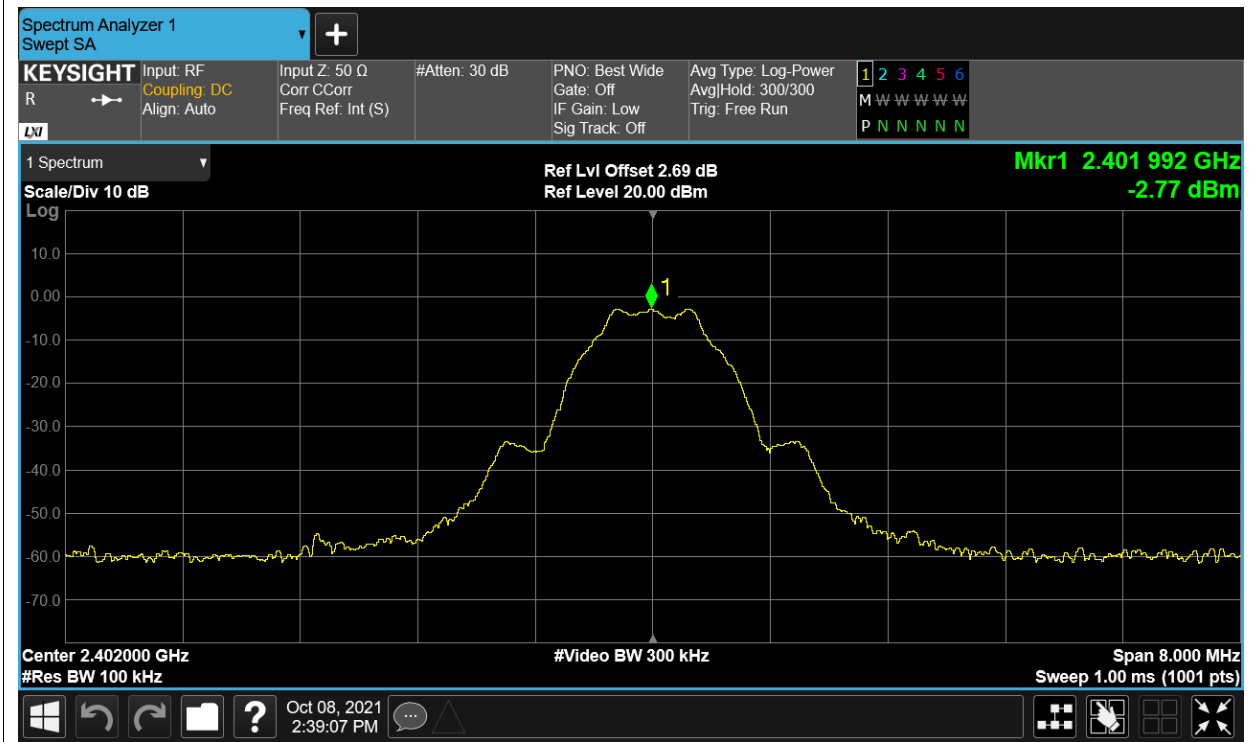 Spectrum Analyzer 1
Swept SA
+
KEYSIGHT
R
LXI
Input: RF
Coupling: DC
Align: Auto
Input Z: 50 Ω
Corr CCorr
Freq Ref: Int (S)
#Atten: 30 dB
PNO: Best Wide
Gate: Off
IF Gain: Low
Sig Track: Off
Avg Type: Log-Power
Avg|Hold: 300/300
Trig: Free Run
1 2 3 4 5 6
M W W W W W
P N N N N N
1 Spectrum
Scale/Div 10 dB
Log
Ref Lvl Offset 2.69 dB
Ref Level 20.00 dBm
Mkr1 2.401 992 GHz
-2.77 dBm
10.0
0.00
-10.0
-20.0
-30.0
-40.0
-50.0
-60.0
-70.0
1
Center 2.402000 GHz
#Res BW 100 kHz
#Video BW 300 kHz
Span 8.000 MHz
Sweep 1.00 ms (1001 pts)
?
Oct 08, 2021
2:39:07 PM